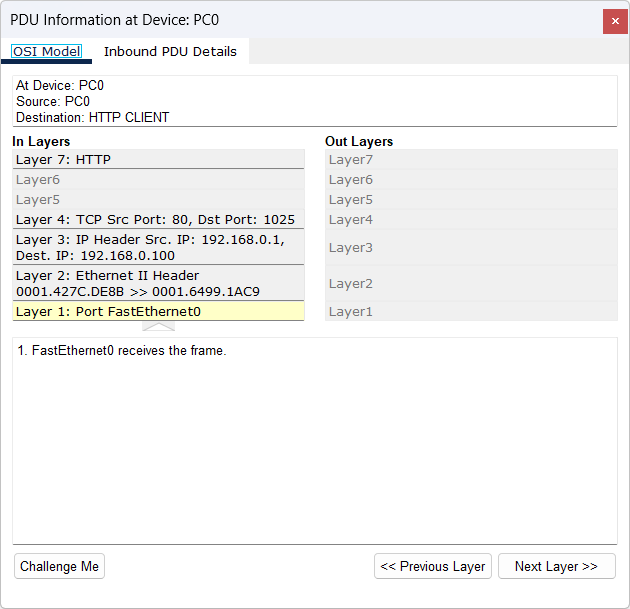 PDU Information at Device: PC0
×
OSI Model
Inbound PDU Details
At Device: PC0
Source: PC0
Destination: HTTP CLIENT
In Layers
Layer 7: HTTP
Layer6
Layer5
Layer 4: TCP Src Port: 80, Dst Port: 1025
Layer 3: IP Header Src. IP: 192.168.0.1,
Dest. IP: 192.168.0.100
Layer 2: Ethernet II Header
0001.427C.DE8B >> 0001.6499.1AC9
Layer 1: Port FastEthernet0
Out Layers
Layer7
Layer6
Layer5
Layer4
Layer3
Layer2
Layer1
1. FastEthernet0 receives the frame.
Challenge Me
<< Previous Layer
Next Layer >>